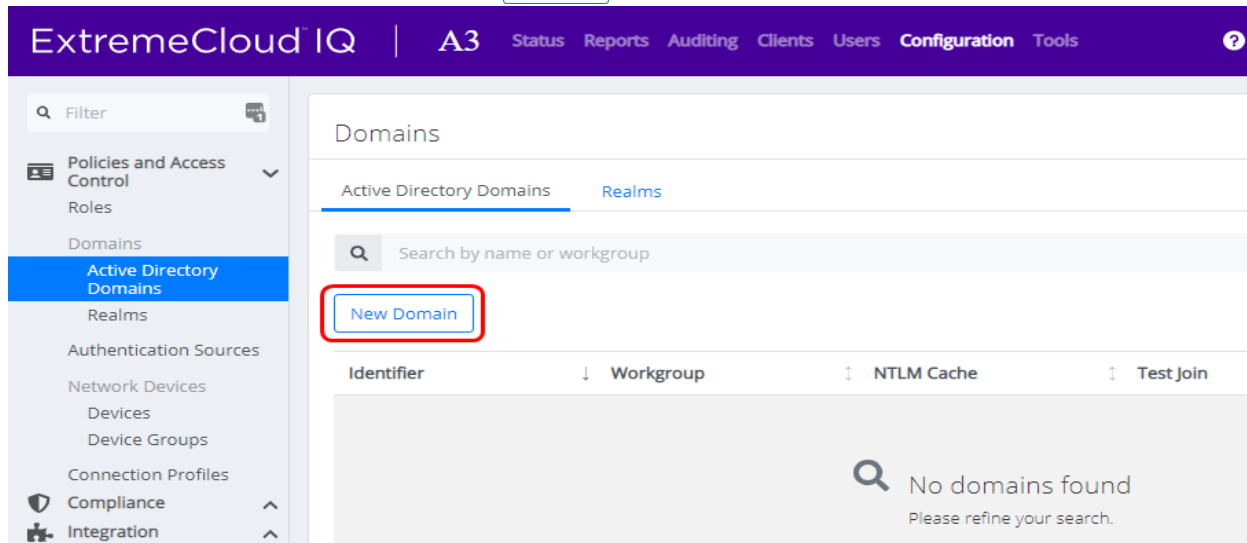 ExtremeCloud™ IQ | A3 Status Reports Auditing Clients Users Configuration Tools ?
Filter
Policies and Access
Control
Roles
Domains
Active Directory
Domains
Realms
Authentication Sources
Network Devices
Devices
Device Groups
Connection Profiles
Compliance
Integration
Domains
Active Directory Domains Realms
Search by name or workgroup
New Domain
Identifier ↓ Workgroup NTLM Cache Test Join
No domains found
Please refine your search.